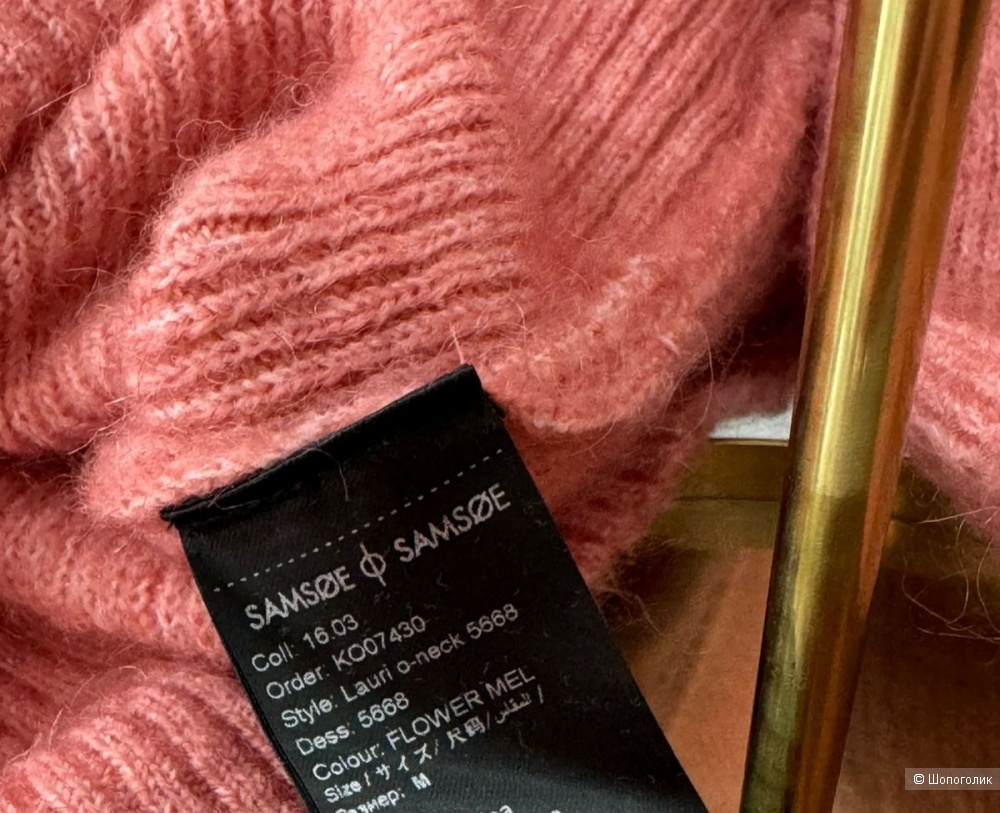 SAMSØE ф SAMSØE
Coll: 16.03
Order: KO07430
Style: Lauri o-neck 5668
Dess: 5668
Colour: FLOWER MEL
Size / サイズ / 尺码 / المقاس /
Размер: M
© Шопоголик